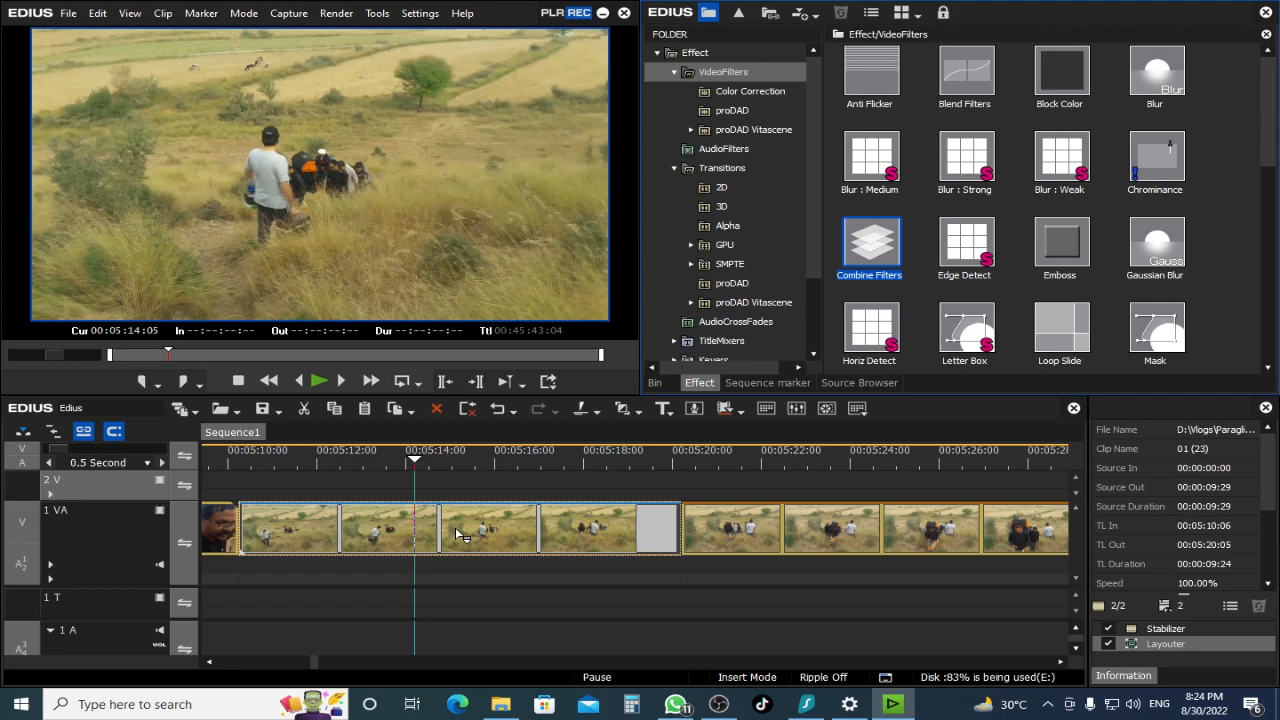 EDIUS File Edit View Clip Marker Mode Capture Render Tools Settings Help PLR REC
Cur 00:05:14:05 In --:--:--:-- Out --:--:--:-- Dur --:--:--:-- Ttl 00:45:43:04
EDIUS
FOLDER
Effect/VideoFilters
Effect
VideoFilters
Color Correction
proDAD
proDAD Vitascene
AudioFilters
Transitions
2D
3D
Alpha
GPU
SMPTE
proDAD
proDAD Vitascene
AudioCrossFades
TitleMixers
Keyers
Blur
Anti Flicker Blend Filters Block Color Blur
S S S !
Blur : Medium Blur : Strong Blur : Weak Chrominance
S Gauss
Combine Filters Edge Detect Emboss Gaussian Blur
S S
Horiz Detect Letter Box Loop Slide Mask
Bin Effect Sequence marker Source Browser
EDIUS Edius
Sequence1
V
A
0.5 Second
00:05:10:00 00:05:12:00 00:05:14:00 00:05:16:00 00:05:18:00 00:05:20:00 00:05:22:00 00:05:24:00 00:05:26:00 00:05:28
2 V
1 VA
V
A 1 2
1 T
1 A
VOL
A 3 4
Pause Insert Mode Ripple Off Disk :83% is being used(E:)
File Name D:\Vlogs\Paragli...
Clip Name 01 (23)
Source In 00:00:00:00
Source Out 00:00:09:29
Source Duration 00:00:09:29
TL In 00:05:10:06
TL Out 00:05:20:05
TL Duration 00:00:09:24
Speed 100.00%
2/2 2
Stabilizer
Layouter
Information
Type here to search
11
30°C
ENG
8:24 PM
8/30/2022
6